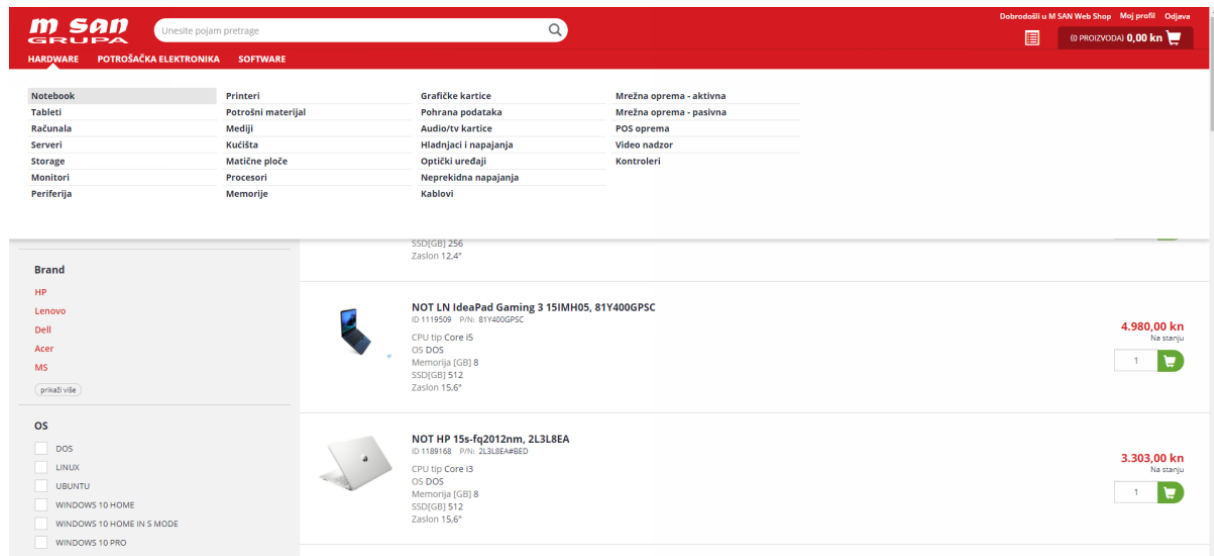 m san
GRUPA
Unesite pojam pretrage
Dobrodošli u M SAN Web Shop Moj profil Odjava
(0 PROIZVODA) 0,00 kn
HARDWARE POTROŠAČKA ELEKTRONIKA SOFTWARE
Notebook
Tableti
Računala
Serveri
Storage
Monitori
Periferija
Printeri
Potrošni materijal
Mediji
Kućišta
Matične ploče
Procesori
Memorije
Grafičke kartice
Pohrana podataka
Audio/tv kartice
Hladnjaci i napajanja
Optički uređaji
Neprekidna napajanja
Kablovi
Mrežna oprema - aktivna
Mrežna oprema - pasivna
POS oprema
Video nadzor
Kontroleri
Brand
HP
Lenovo
Dell
Acer
MS
prikaži više
OS
DOS
LINUX
UBUNTU
WINDOWS 10 HOME
WINDOWS 10 HOME IN S MODE
WINDOWS 10 PRO
SSD[GB] 256
Zaslon 12,4"
NOT LN IdeaPad Gaming 3 15IMH05, 81Y400GPSC
ID 1119509 P/N: 81Y400GPSC
CPU tip Core i5
OS DOS
Memorija [GB] 8
SSD[GB] 512
Zaslon 15,6"
4.980,00 kn
Na stanju
1
NOT HP 15s-fq2012nm, 2L3L8EA
ID 1189168 P/N: 2L3L8EA#BED
CPU tip Core i3
OS DOS
Memorija [GB] 8
SSD[GB] 512
Zaslon 15,6"
3.303,00 kn
Na stanju
1